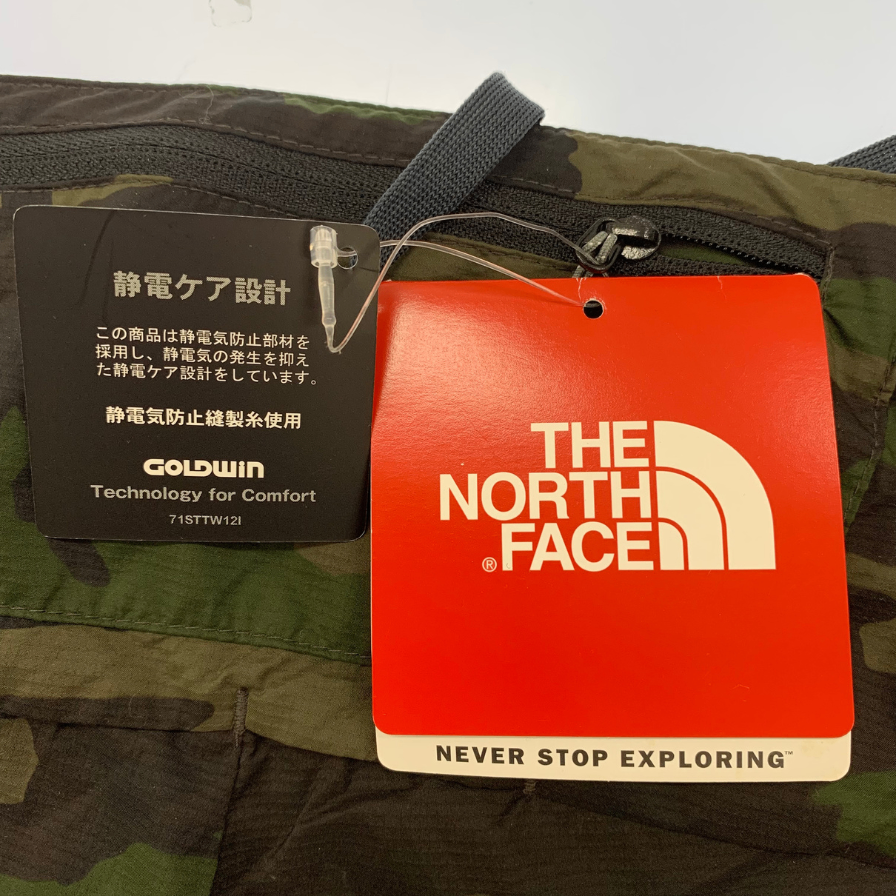 静電ケア設計
この商品は静電気防止部材を
採用し、静電気の発生を抑え
た静電ケア設計をしています。
静電気防止縫製糸使用
GOLDWIN
Technology for Comfort
71STTW12I
THE
NORTH
® FACE
NEVER STOP EXPLORING™